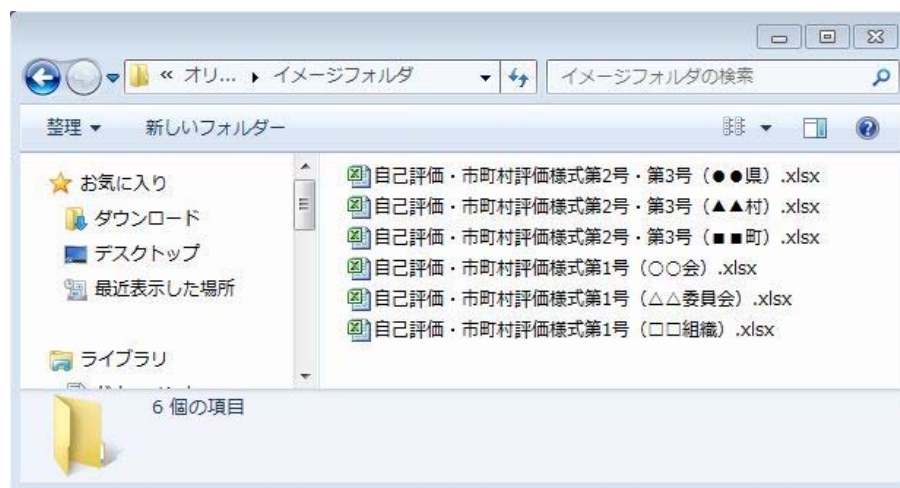 « オリ... ▸ イメージフォルダ
イメージフォルダの検索
整理 ▼ 新しいフォルダー
お気に入り
ダウンロード
デスクトップ
最近表示した場所
ライブラリ
自己評価・市町村評価様式第2号・第3号（●●県）.xlsx
自己評価・市町村評価様式第2号・第3号（▲▲村）.xlsx
自己評価・市町村評価様式第2号・第3号（■■町）.xlsx
自己評価・市町村評価様式第1号（○○会）.xlsx
自己評価・市町村評価様式第1号（△△委員会）.xlsx
自己評価・市町村評価様式第1号（□□組織）.xlsx
6 個の項目